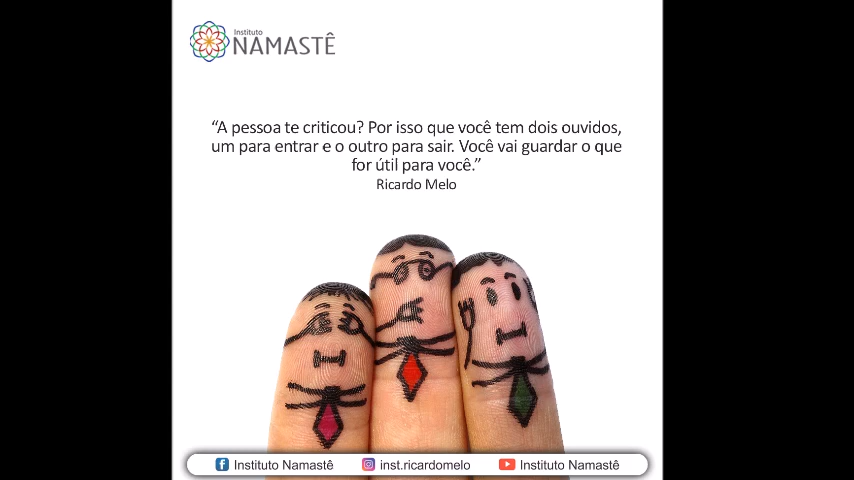 Instituto
NAMASTÊ
“A pessoa te criticou? Por isso que você tem dois ouvidos,
um para entrar e o outro para sair. Você vai guardar o que
for útil para você.”
Ricardo Melo
Instituto Namastê inst.ricardomelo Instituto Namastê